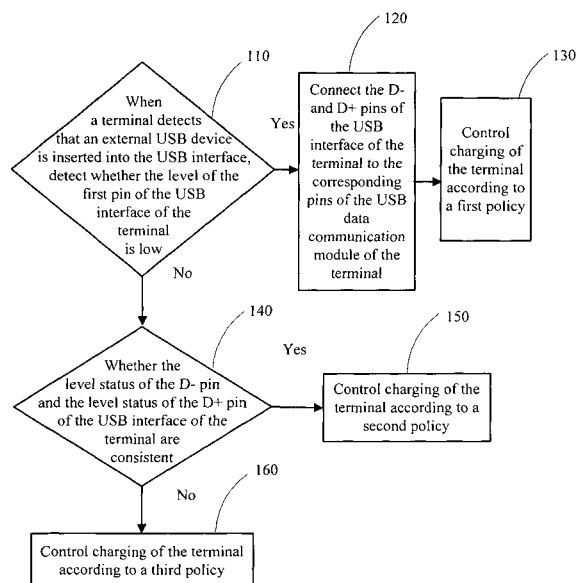 110
When
a terminal detects
that an external USB device
is inserted into the USB interface,
detect whether the level of the
first pin of the USB
interface of the
terminal
is low
Yes
No
120
Connect the D-
and D+ pins of
the USB
interface of
the terminal to the
corresponding
pins of the USB
data
communication
module of the
terminal
130
Control
charging of
the terminal
according to
a first policy
140
Whether the
level status of the D- pin
and the level status of the D+ pin
of the USB interface of the
terminal are
consistent
Yes
No
150
Control charging of the
terminal according to a
second policy
160
Control charging of the terminal
according to a third policy